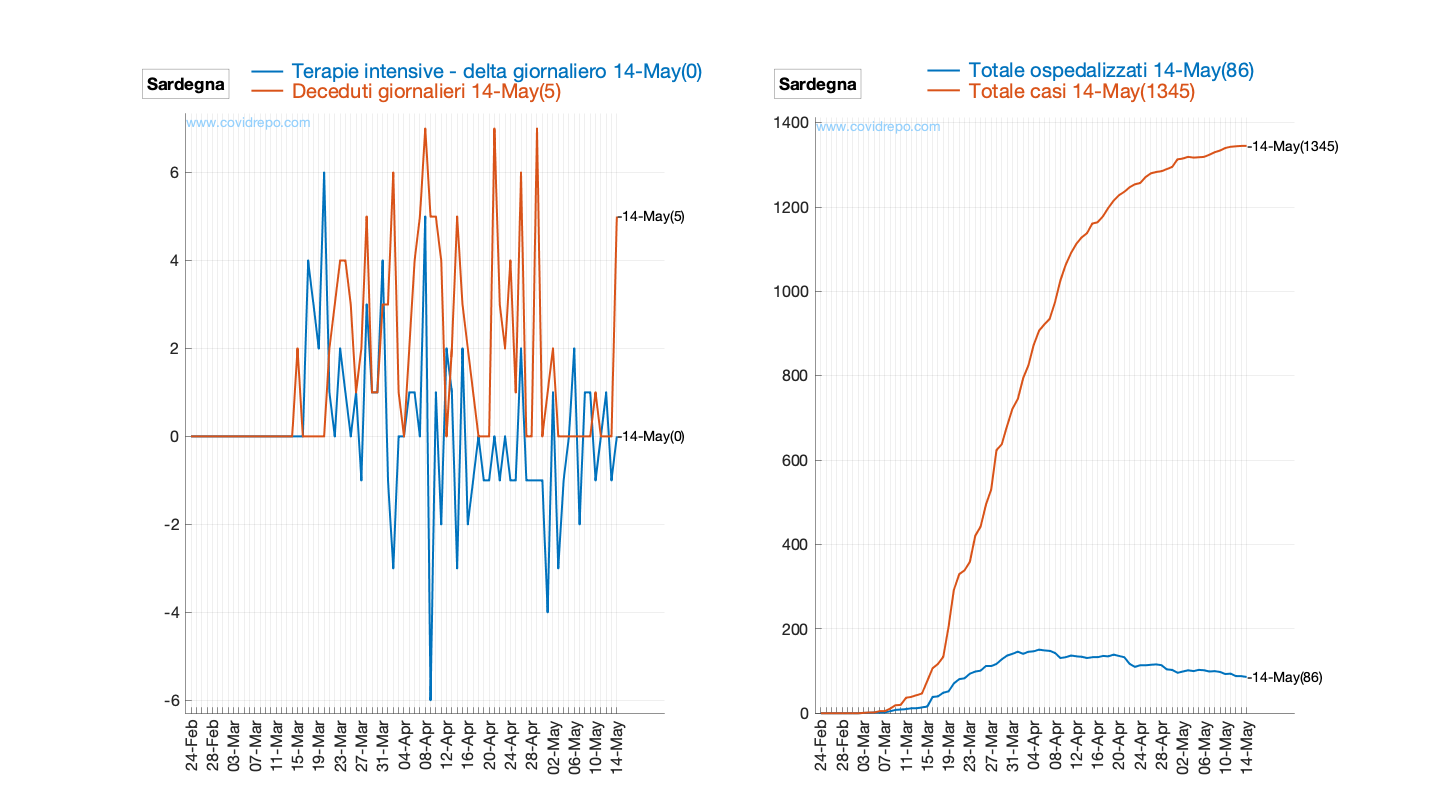 Sardegna
Terapie intensive - delta giornaliero 14-May(0)
Deceduti giornalieri 14-May(5)
www.covidrepo.com
6
4
2
0
-2
-4
-6
-14-May(5)
-14-May(0)
24-Feb
28-Feb
03-Mar
07-Mar
11-Mar
15-Mar
19-Mar
23-Mar
27-Mar
31-Mar
04-Apr
08-Apr
12-Apr
16-Apr
20-Apr
24-Apr
28-Apr
02-May
06-May
10-May
14-May
Sardegna
Totale ospedalizzati 14-May(86)
Totale casi 14-May(1345)
www.covidrepo.com
1400
1200
1000
800
600
400
200
0
-14-May(1345)
-14-May(86)
24-Feb
28-Feb
03-Mar
07-Mar
11-Mar
15-Mar
19-Mar
23-Mar
27-Mar
31-Mar
04-Apr
08-Apr
12-Apr
16-Apr
20-Apr
24-Apr
28-Apr
02-May
06-May
10-May
14-May